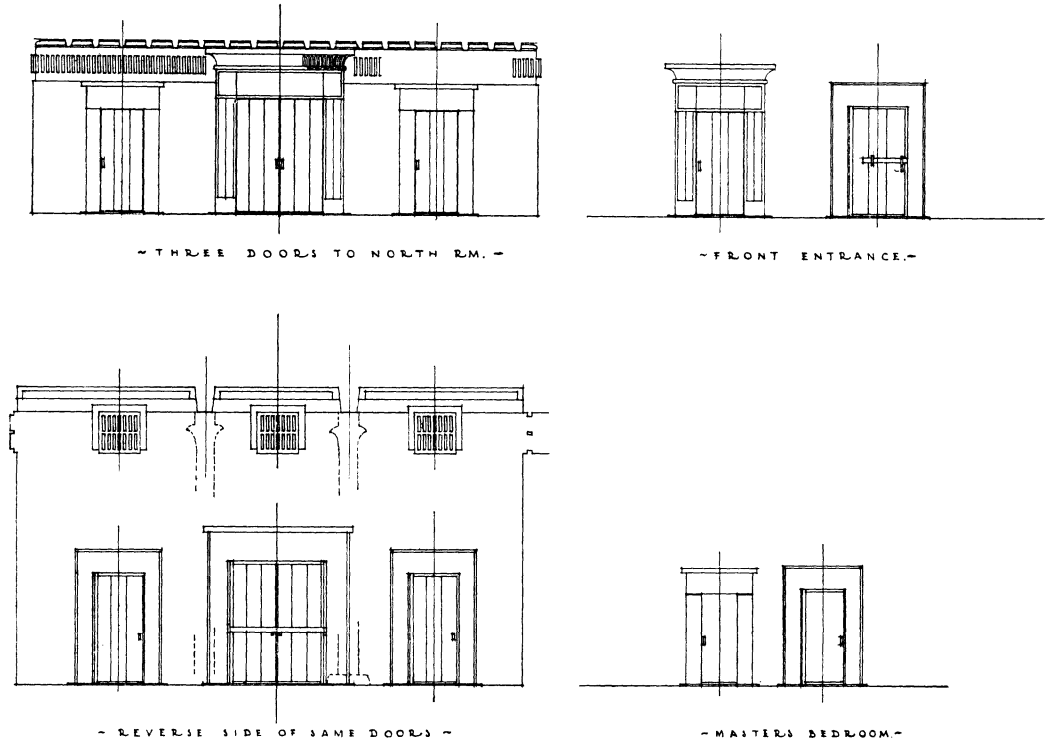 ~ THREE DOORS TO NORTH RM. ~
~ FRONT ENTRANCE. ~
~ REVERSE SIDE OF SAME DOORS ~
~ MASTERS BEDROOM. ~